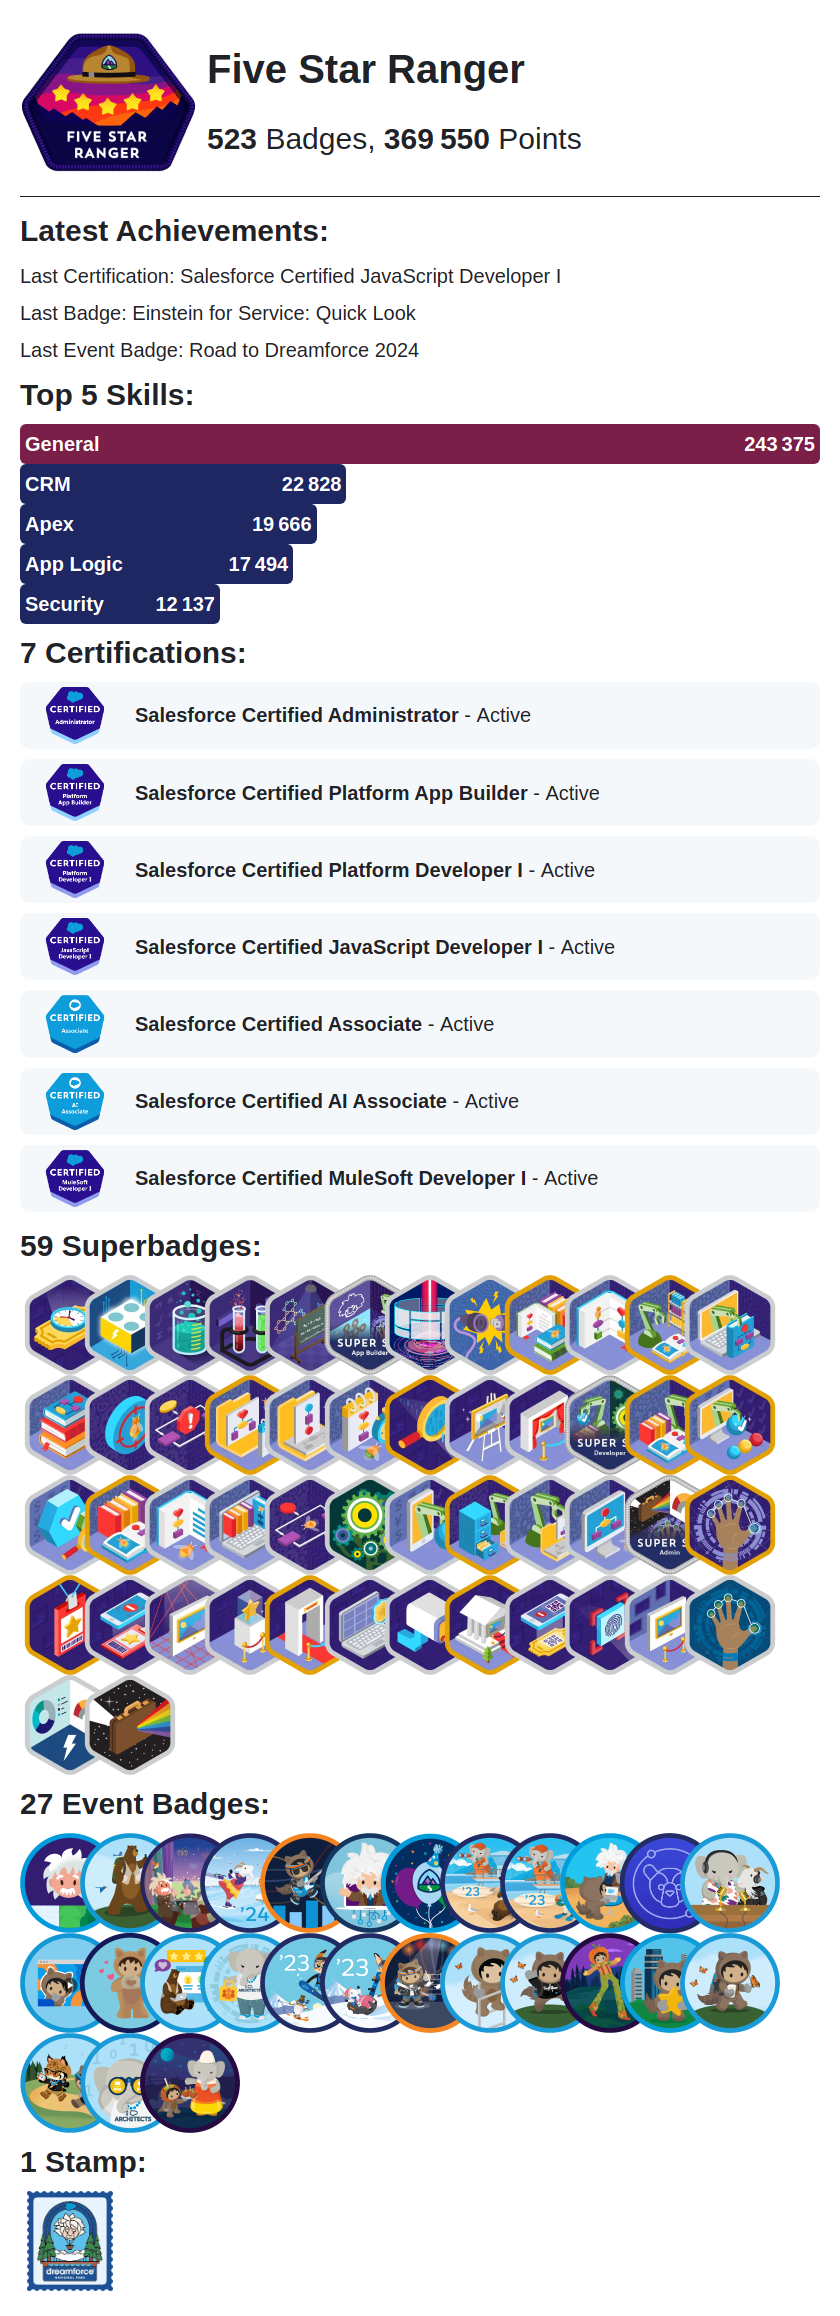 FIVE STAR
RANGER
Five Star Ranger
523 Badges, 369 550 Points
Latest Achievements:
Last Certification: Salesforce Certified JavaScript Developer I
Last Badge: Einstein for Service: Quick Look
Last Event Badge: Road to Dreamforce 2024
Top 5 Skills:
General 243 375
CRM 22 828
Apex 19 666
App Logic 17 494
Security 12 137
7 Certifications:
CERTIFIED
Administrator
Salesforce Certified Administrator - Active
CERTIFIED
Platform
App Builder
Salesforce Certified Platform App Builder - Active
CERTIFIED
Platform
Developer I
Salesforce Certified Platform Developer I - Active
CERTIFIED
JavaScript
Developer I
Salesforce Certified JavaScript Developer I - Active
CERTIFIED
Associate
Salesforce Certified Associate - Active
CERTIFIED
AI
Associate
Salesforce Certified AI Associate - Active
CERTIFIED
MuleSoft
Developer I
Salesforce Certified MuleSoft Developer I - Active
59 Superbadges:
SUPER S
App Builder
SUPER S
Developer
SUPER S
Admin
27 Event Badges:
'24
'23
'23
'23
'23
ARCHITECTS
1 Stamp:
dreamforce
NATIONAL PARK